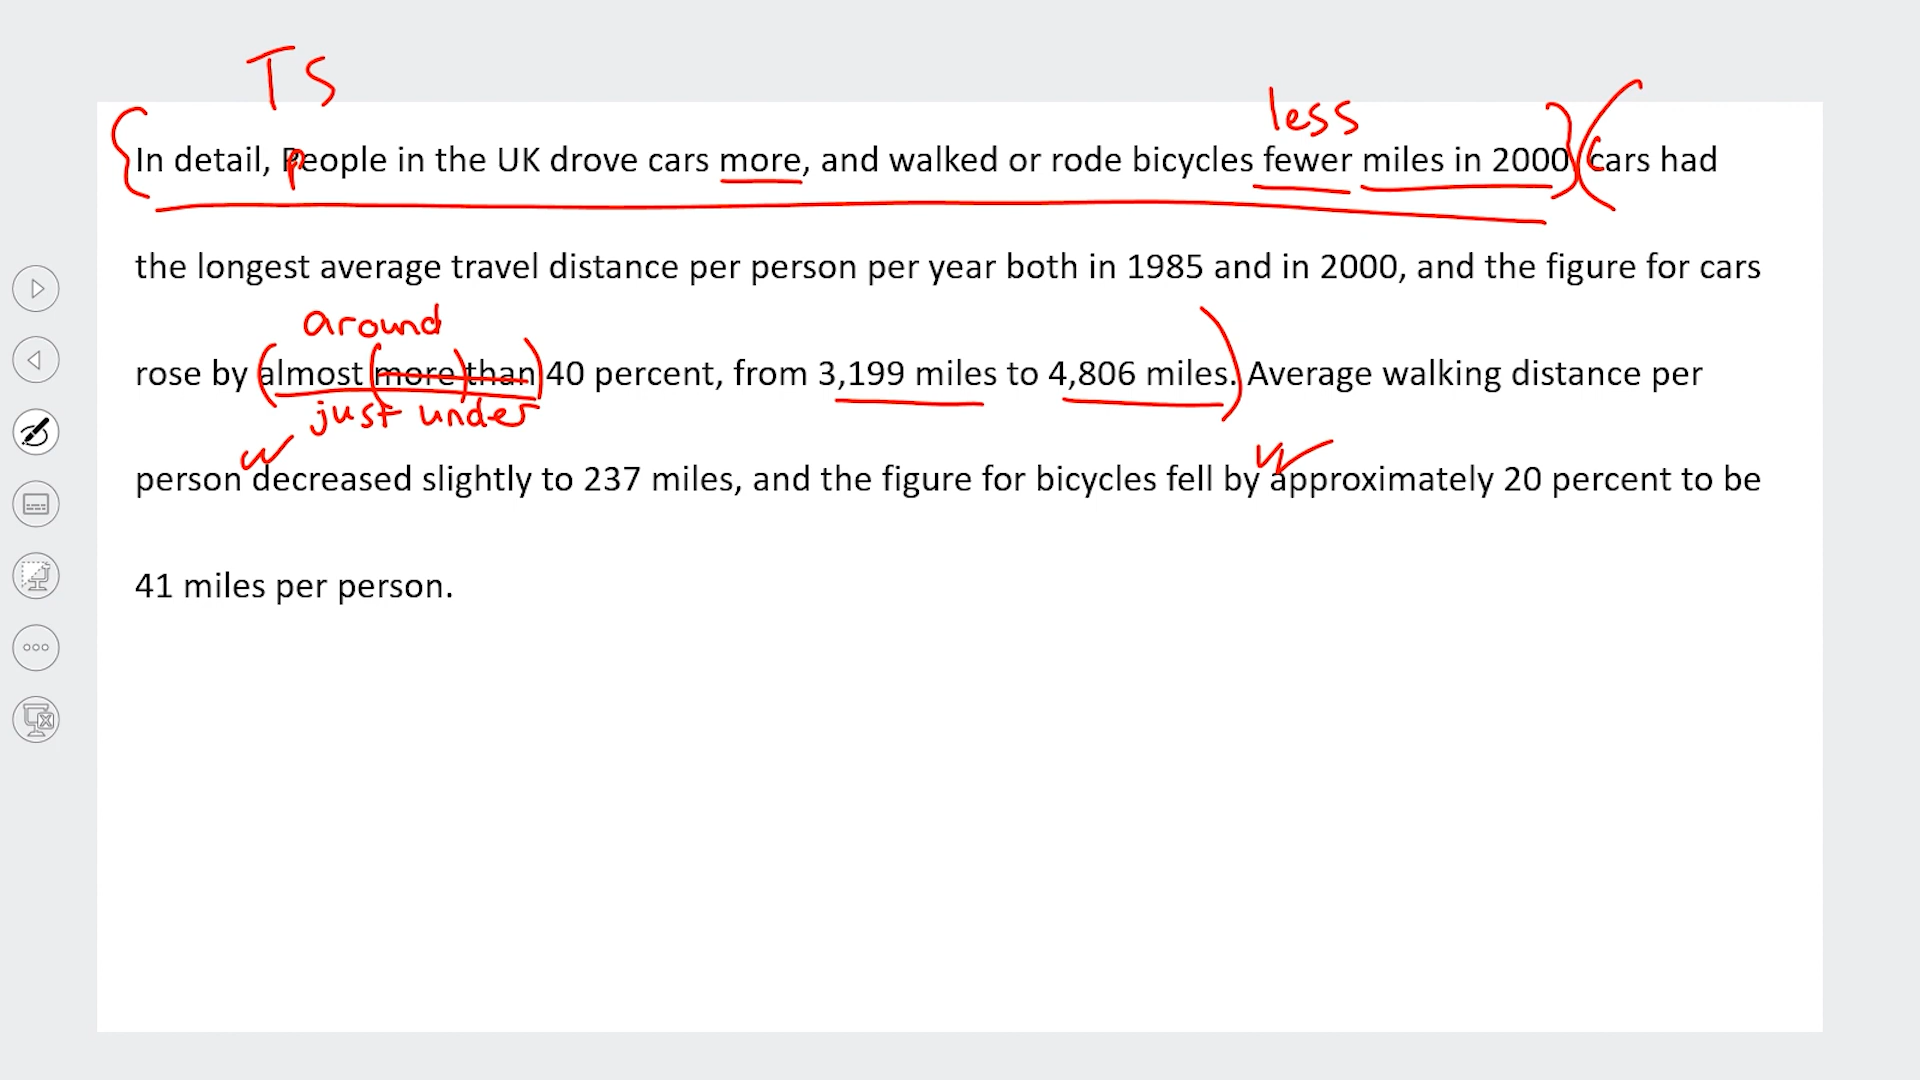 TS
less
In detail, people in the UK drove cars more, and walked or rode bicycles fewer miles in 2000 cars had
the longest average travel distance per person per year both in 1985 and in 2000, and the figure for cars
around
rose by (almost (more) than) 40 percent, from 3,199 miles to 4,806 miles.) Average walking distance per
just under
person decreased slightly to 237 miles, and the figure for bicycles fell by approximately 20 percent to be
41 miles per person.